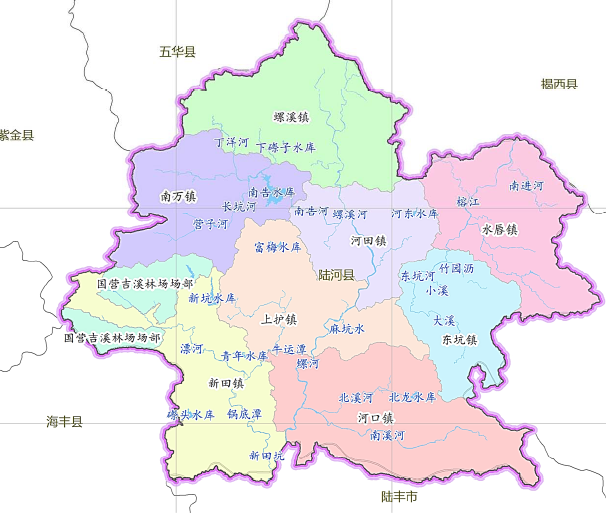 五华县
揭西县
螺溪镇
紫金县
丁洋河
下磜子水库
南进河
南万镇
南告水库
榕江
长坑河
南告河
螺溪河
河东水库
营子河
水唇镇
河田镇
富梅水库
竹园沥
陆河县
东坑河
国营吉溪林场场部
小溪
新坑水库
上护镇
大溪
麻坑水
国营吉溪林场场部
东坑镇
漂河
青年水库
牛运潭
螺河
新田镇
北溪河
北龙水库
磜头水库
锅底潭
河口镇
海丰县
南溪河
新田坑
陆丰市